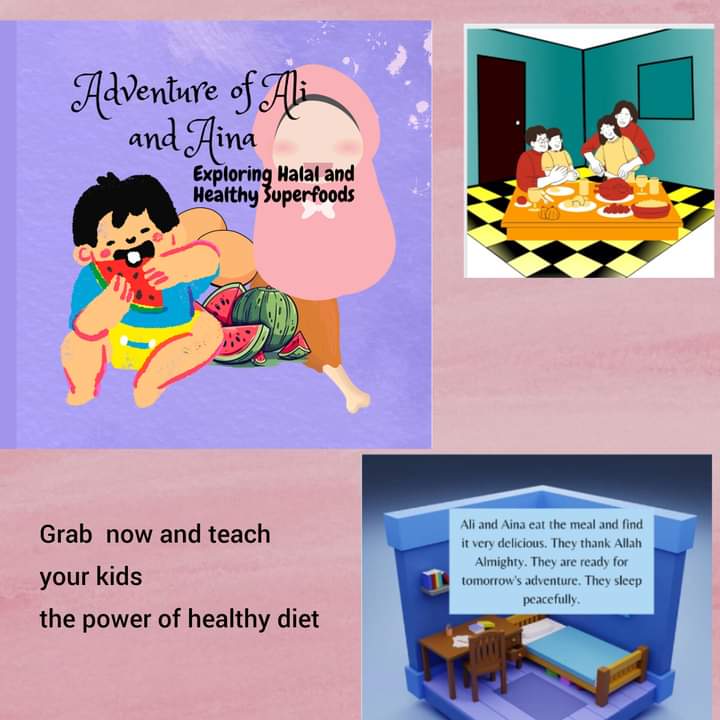 Adventure of Ali
and Aina
Exploring Halal and
Healthy Superfoods
Grab now and teach
your kids
the power of healthy diet
Ali and Aina eat the meal and find
it very delicious. They thank Allah
Almighty. They are ready for
tomorrow's adventure. They sleep
peacefully.